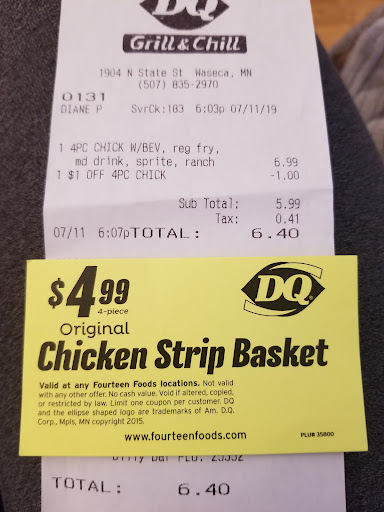 DQ
Grill & Chill
1904 N State St Waseca, MN
(507) 835-2970
0131
DIANE P SvrCk:183 6:03p 07/11/19
1 4PC CHICK W/BEV, reg fry,
md drink, sprite, ranch 6.99
1 $1 OFF 4PC CHICK -1.00
Sub Total: 5.99
Tax: 0.41
07/11 6:07pTOTAL: 6.40
$4.99
4-piece
DQ
Original
Chicken Strip Basket
Valid at any Fourteen Foods locations. Not valid
with any other offer. No cash value. Void if altered, copied,
or restricted by law. Limit one coupon per customer. DQ
and the ellipse shaped logo are trademarks of Am. D.Q.
Corp., Mpls, MN copyright 2015.
www.fourteenfoods.com PLU# 35800
TOTAL: 6.40